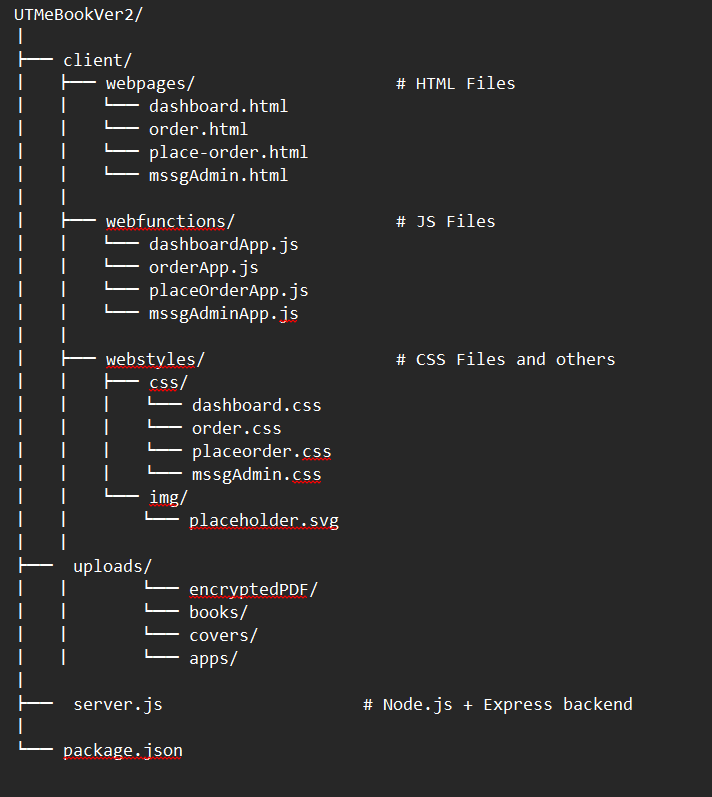 UTMeBookVer2/
│
├── client/
│   ├── webpages/                    # HTML Files
│   │   └── dashboard.html
│   │   └── order.html
│   │   └── place-order.html
│   │   └── mssgAdmin.html
│   │
│   ├── webfunctions/                # JS Files
│   │   └── dashboardApp.js
│   │   └── orderApp.js
│   │   └── placeOrderApp.js
│   │   └── mssgAdminApp.js
│   │
│   ├── webstyles/                   # CSS Files and others
│   │   ├── css/
│   │   │   └── dashboard.css
│   │   │   └── order.css
│   │   │   └── placeorder.css
│   │   │   └── mssgAdmin.css
│   │   └── img/
│   │       └── placeholder.svg
│   │
├──  uploads/
│   │       └── encryptedPDF/
│   │       └── books/
│   │       └── covers/
│   │       └── apps/
│
├──  server.js                    # Node.js + Express backend
│
└── package.json